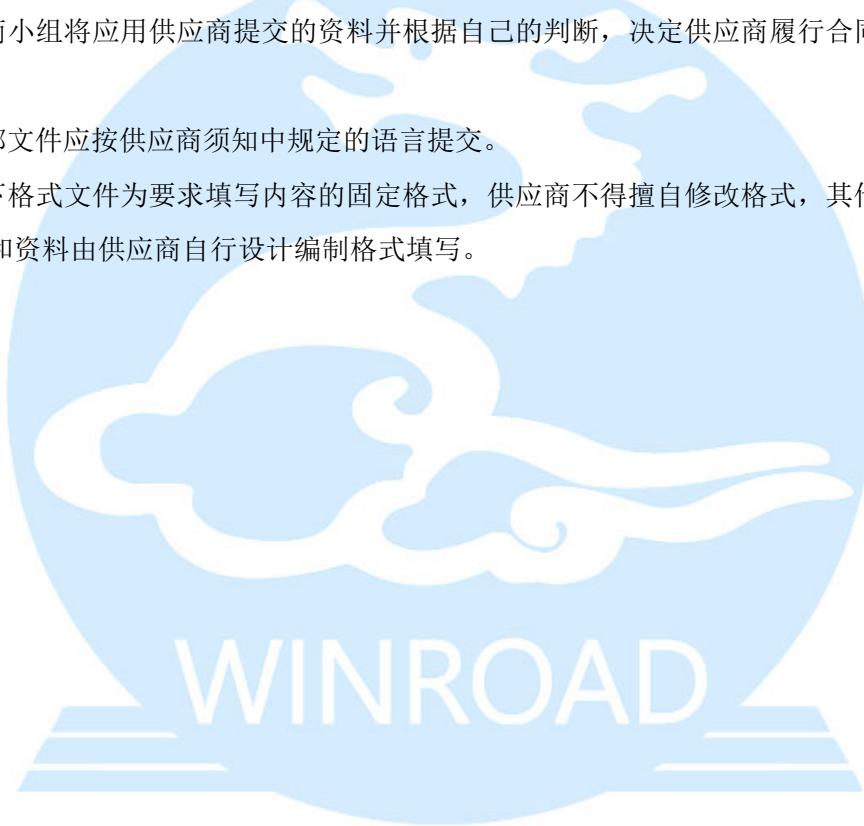 小组将应用供应商提交的资料并根据自己的判断，决定供应商履行合同
文件应按供应商须知中规定的语言提交。
格式文件为要求填写内容的固定格式，供应商不得擅自修改格式，其他
和资料由供应商自行设计编制格式填写。
WINROAD